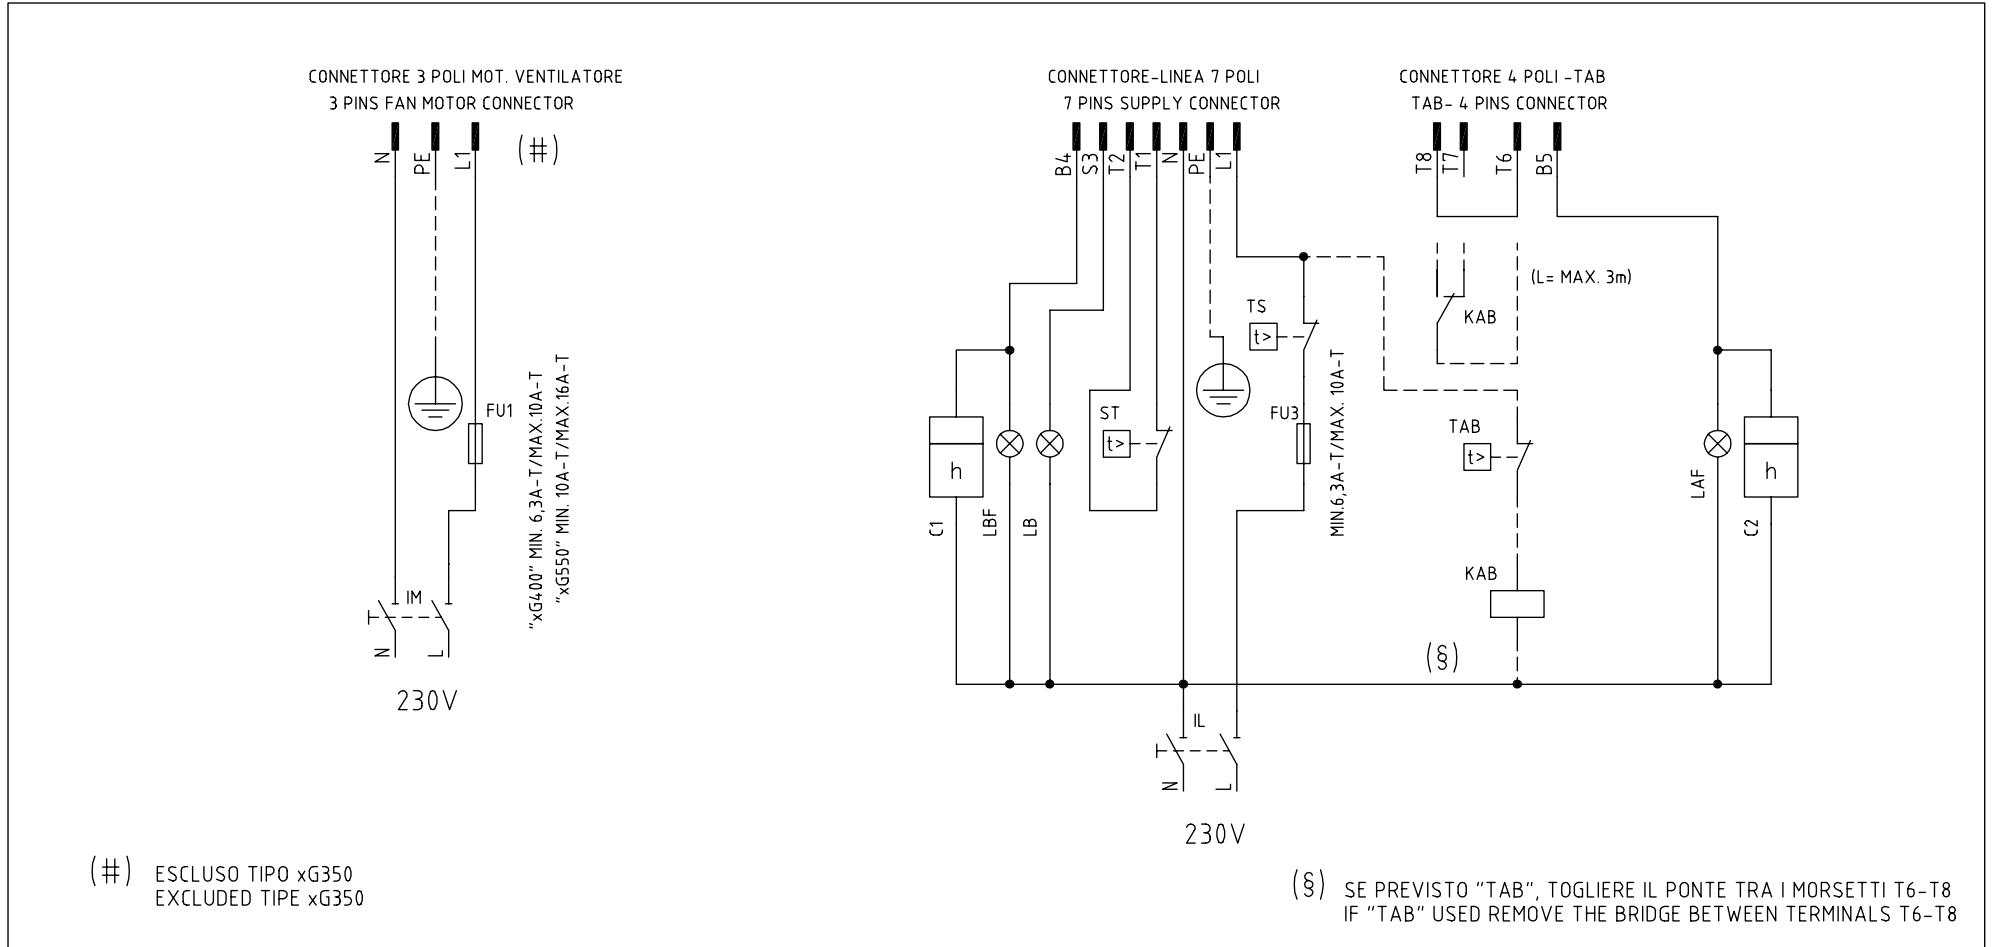 CONNETTORE 3 POLI MOT. VENTILATORE
3 PINS FAN MOTOR CONNECTOR
N
PE
L1
(#)
FU1
"xG400" MIN. 6,3A-T/MAX.10A-T
"xG550" MIN. 10A-T/MAX.16A-T
IM
N
L
230V
CONNETTORE-LINEA 7 POLI
7 PINS SUPPLY CONNECTOR
B4
S3
T2
T1
N
PE
L1
TS
t>
ST
t>
FU3
MIN.6,3A-T/MAX. 10A-T
h
C1
LBF
LB
IL
N
L
230V
CONNETTORE 4 POLI -TAB
TAB- 4 PINS CONNECTOR
T8
T7
T6
B5
(L= MAX. 3m)
KAB
TAB
t>
KAB
(§)
LAF
h
C2
(#) ESCLUSO TIPO xG350
EXCLUDED TIPE xG350
(§) SE PREVISTO "TAB", TOGLIERE IL PONTE TRA I MORSETTI T6-T8
IF "TAB" USED REMOVE THE BRIDGE BETWEEN TERMINALS T6-T8